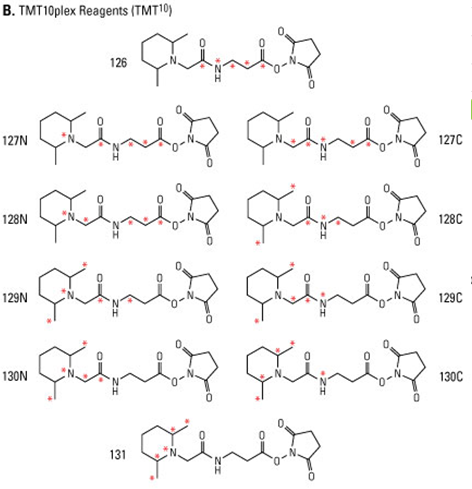 B. TMT10plex Reagents (TMT¹⁰)
O
O O
126 N N O N
H
O
O O
O O O O
127N N N O N N N O N 127C
H H
O O
O O
O O O O
128N N N O N N N O N 128C
H H
O O
O O
O O O O
129N N N O N N N O N 129C
H H
O O
O O
O O O O
130N N N O N N N O N 130C
H H
O O
O
O O
131 N N O N
H
O